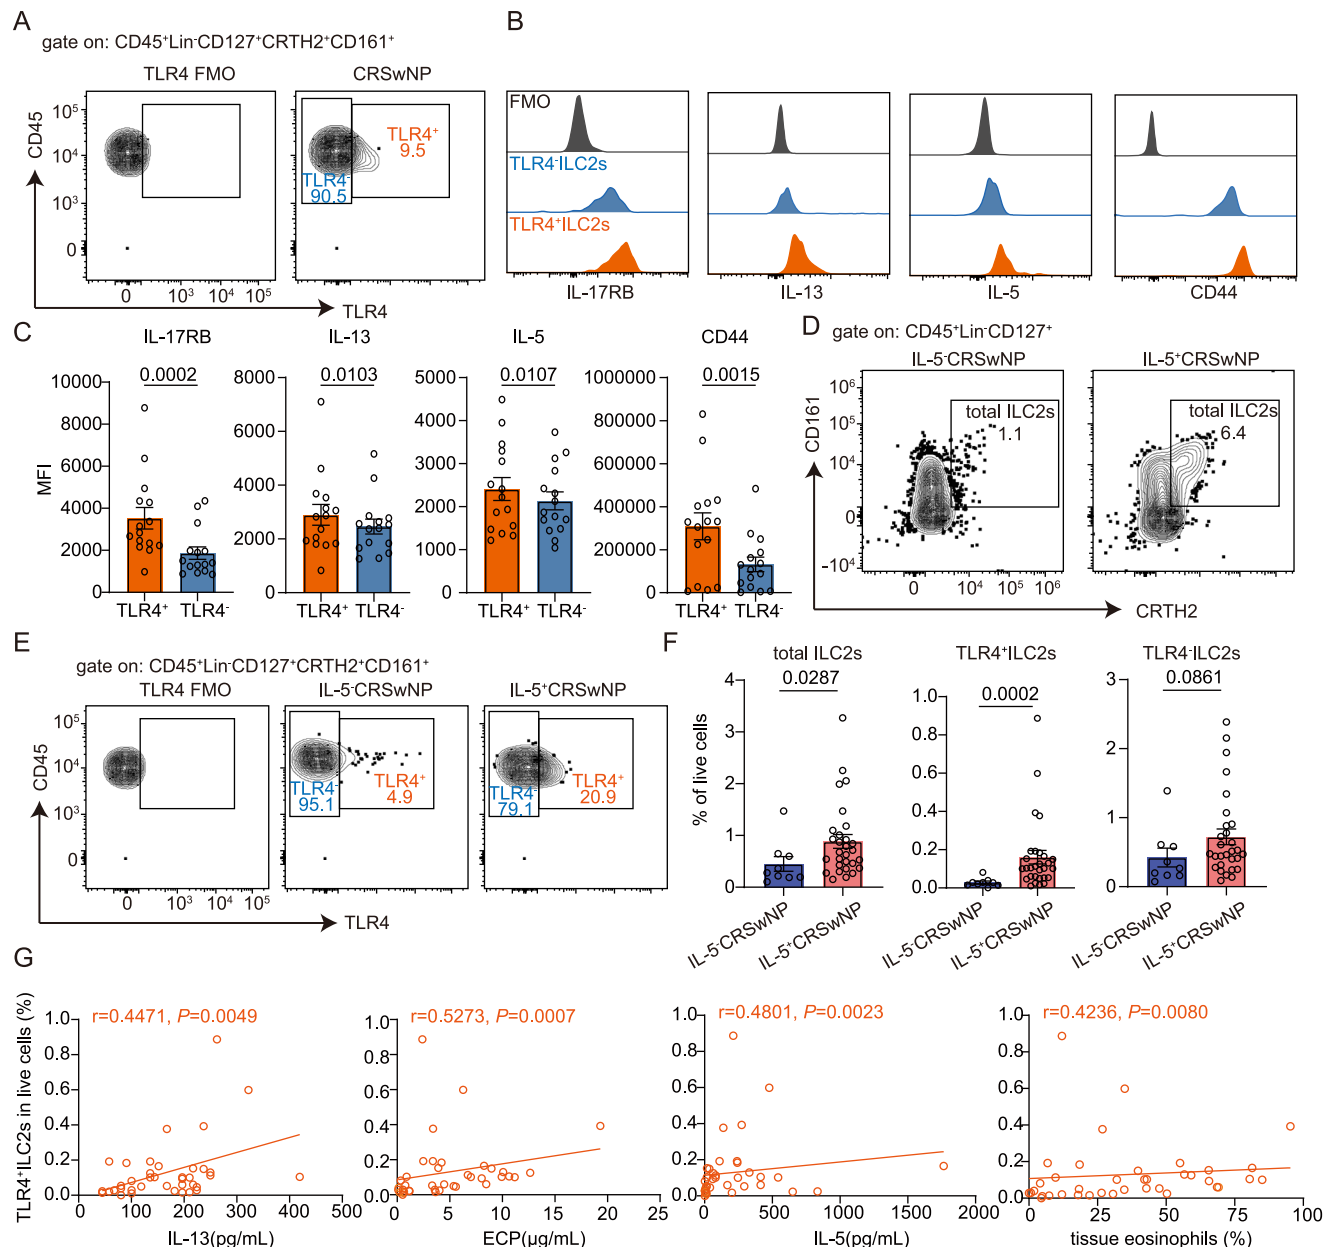 A
gate on: CD45⁺Lin⁻CD127⁺CRTH2⁺CD161⁺
TLR4 FMO
CRSwNP
CD45
10⁵
10⁴
10³
0
TLR4⁺
9.5
TLR4⁻
90.5
0
10³
10⁴
10⁵
0
10³
10⁴
10⁵
TLR4
B
FMO
TLR4⁻ILC2s
TLR4⁺ILC2s
IL-17RB
IL-13
IL-5
CD44
C
IL-17RB
IL-13
IL-5
CD44
MFI
0.0002
10000
8000
6000
4000
2000
0
TLR4⁺
TLR4⁻
0.0103
8000
6000
4000
2000
0
TLR4⁺
TLR4⁻
0.0107
5000
4000
3000
2000
1000
0
TLR4⁺
TLR4⁻
0.0015
1000000
800000
600000
400000
200000
0
TLR4⁺
TLR4⁻
D
gate on: CD45⁺Lin⁻CD127⁺
IL-5⁻CRSwNP
IL-5⁺CRSwNP
CD161
10⁶
10⁵
10⁴
0
-10⁴
total ILC2s
1.1
total ILC2s
6.4
0
10⁴
10⁵
10⁶
0
10⁴
10⁵
10⁶
CRTH2
E
gate on: CD45⁺Lin⁻CD127⁺CRTH2⁺CD161⁺
TLR4 FMO
IL-5⁻CRSwNP
IL-5⁺CRSwNP
CD45
10⁵
10⁴
10³
0
TLR4⁻
95.1
TLR4⁺
4.9
TLR4⁻
79.1
TLR4⁺
20.9
0
10³
10⁴
10⁵
0
10³
10⁴
10⁵
0
10³
10⁴
10⁵
TLR4
F
total ILC2s
TLR4⁺ILC2s
TLR4⁻ILC2s
% of live cells
0.0287
4
3
2
1
0
IL-5⁻CRSwNP
IL-5⁺CRSwNP
0.0002
1.0
0.8
0.6
0.4
0.2
0.0
IL-5⁻CRSwNP
IL-5⁺CRSwNP
0.0861
3
2
1
0
IL-5⁻CRSwNP
IL-5⁺CRSwNP
G
TLR4⁺ILC2s in live cells (%)
r=0.4471, P=0.0049
1.0
0.8
0.6
0.4
0.2
0.0
0
100
200
300
400
500
IL-13(pg/mL)
r=0.5273, P=0.0007
1.0
0.8
0.6
0.4
0.2
0.0
0
5
10
15
20
25
ECP(μg/mL)
r=0.4801, P=0.0023
1.0
0.8
0.6
0.4
0.2
0.0
0
500
1000
1500
2000
IL-5(pg/mL)
r=0.4236, P=0.0080
1.0
0.8
0.6
0.4
0.2
0.0
0
25
50
75
100
tissue eosinophils (%)